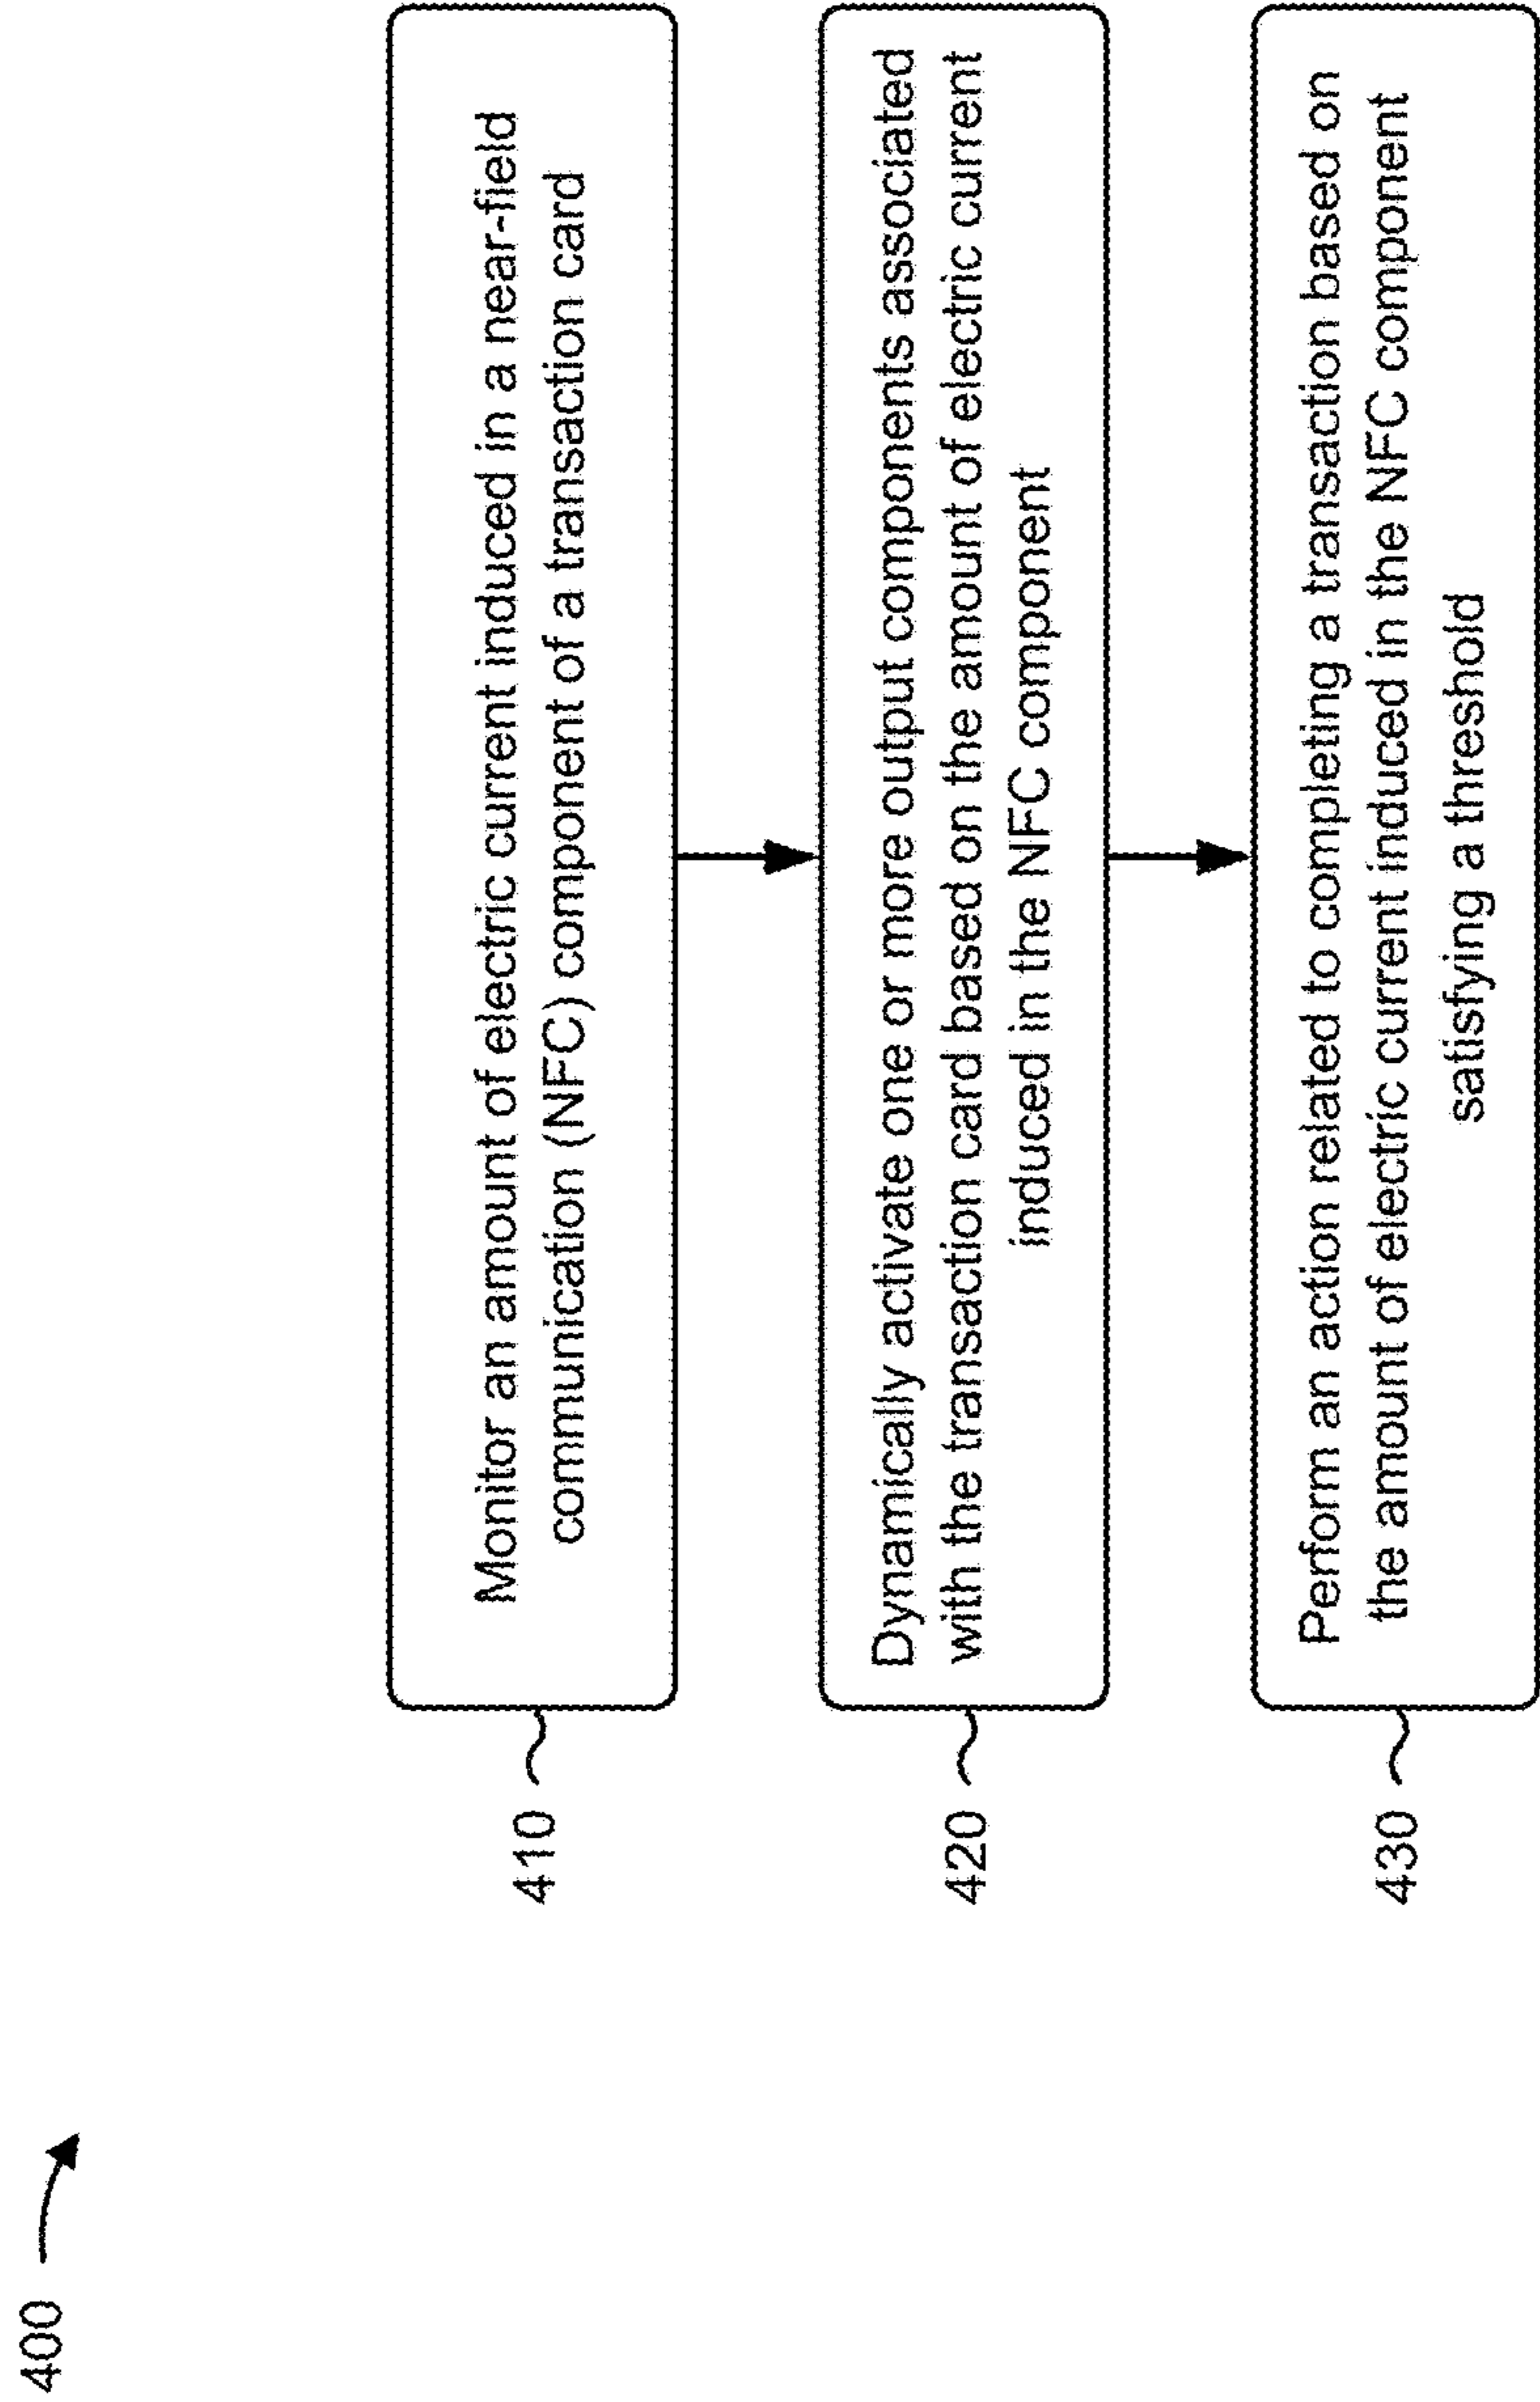 400
410
Monitor an amount of electric current induced in a near-field
communication (NFC) component of a transaction card
420
Dynamically activate one or more output components associated
with the transaction card based on the amount of electric current
induced in the NFC component
430
Perform an action related to completing a transaction based on
the amount of electric current induced in the NFC component
satisfying a threshold